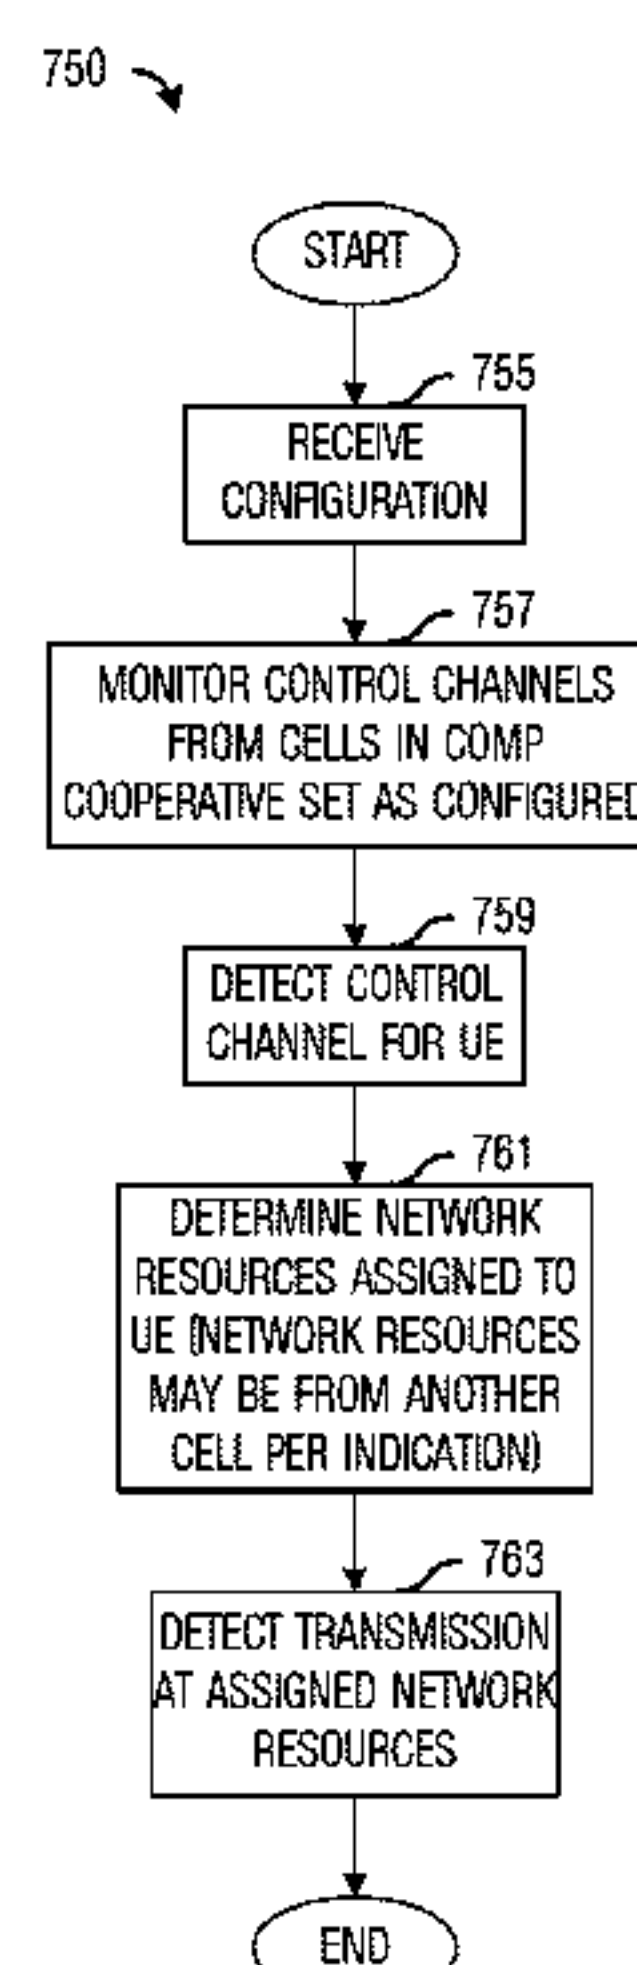 750
START
755
RECEIVE
CONFIGURATION
757
MONITOR CONTROL CHANNELS
FROM CELLS IN COMP
COOPERATIVE SET AS CONFIGURED
759
DETECT CONTROL
CHANNEL FOR UE
761
DETERMINE NETWORK
RESOURCES ASSIGNED TO
UE (NETWORK RESOURCES
MAY BE FROM ANOTHER
CELL PER INDICATION)
763
DETECT TRANSMISSION
AT ASSIGNED NETWORK
RESOURCES
END